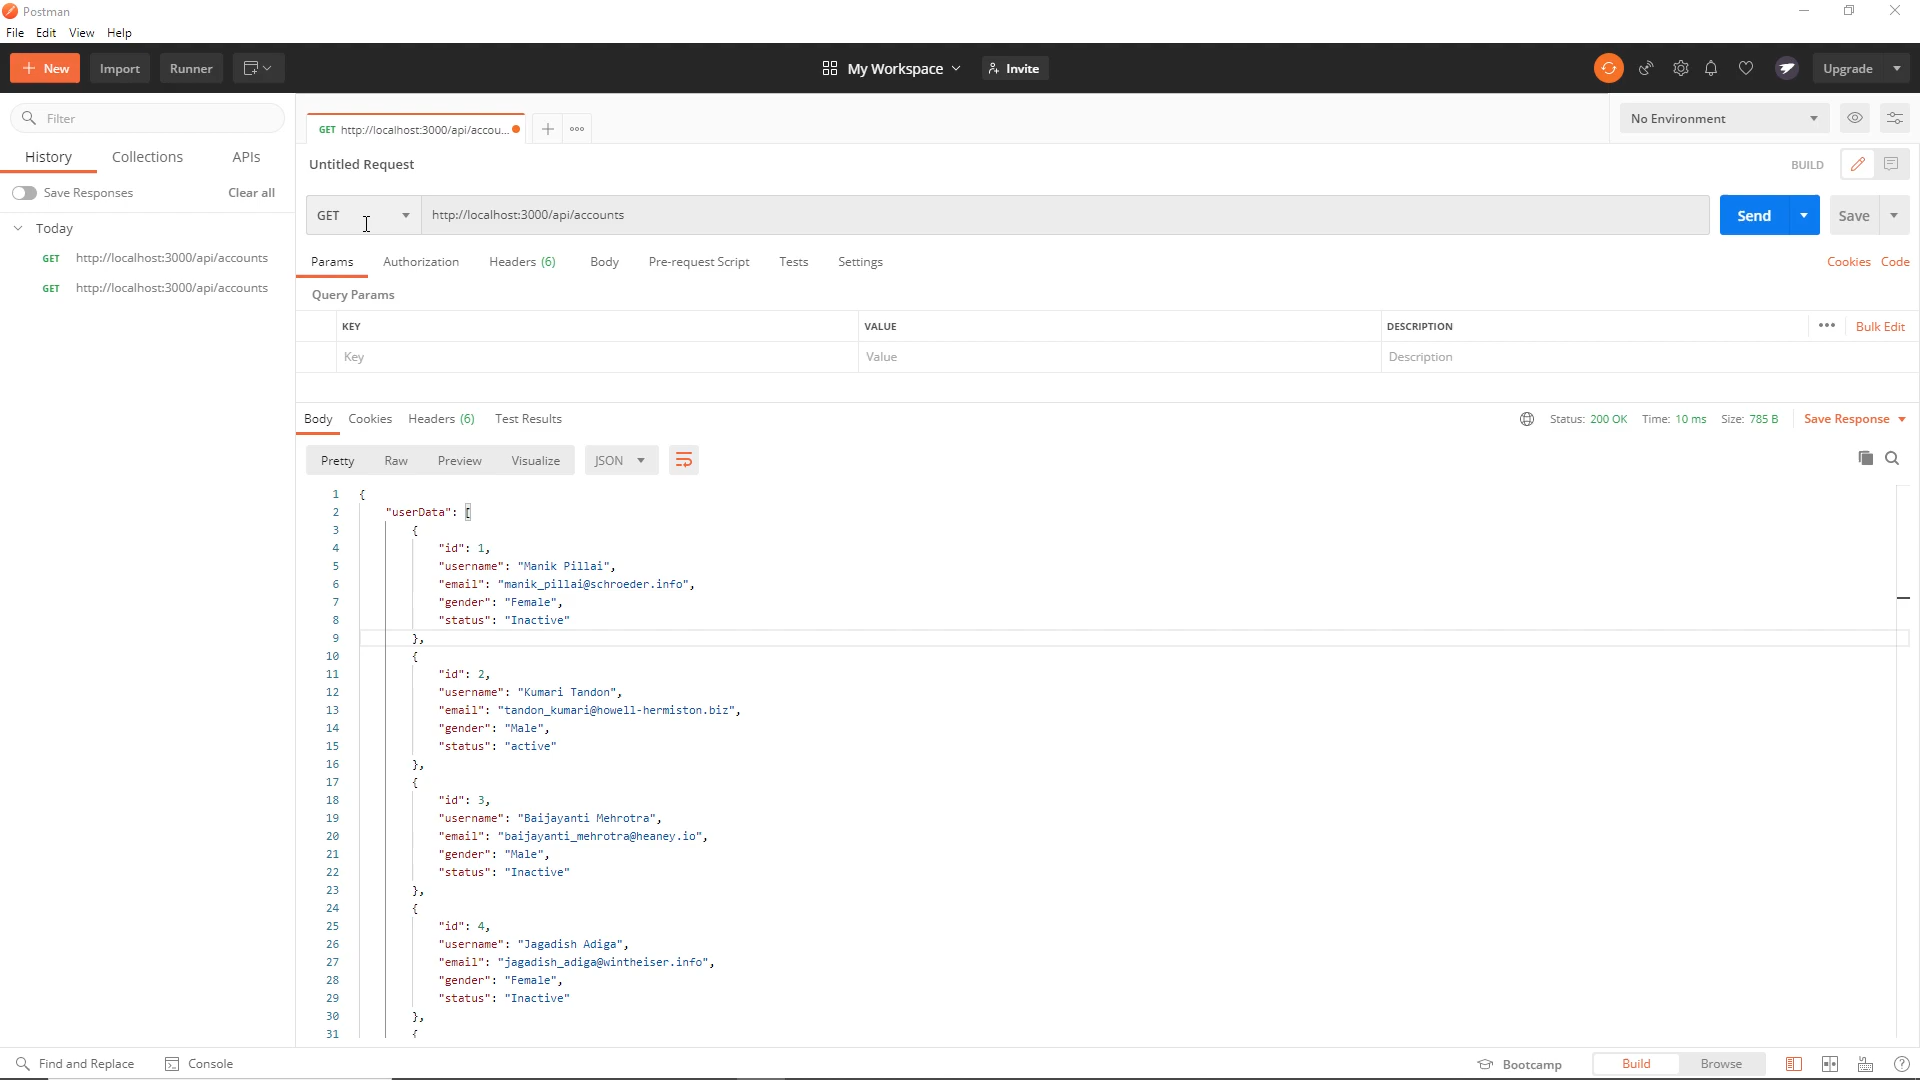 Postman
File Edit View Help
New Import Runner My Workspace Invite Upgrade
Filter
GET http://localhost:3000/api/accou... No Environment
History Collections APIs
Untitled Request BUILD
Save Responses Clear all
GET http://localhost:3000/api/accounts Send Save
Today
GET http://localhost:3000/api/accounts
GET http://localhost:3000/api/accounts
Params Authorization Headers (6) Body Pre-request Script Tests Settings Cookies Code
Query Params
KEY VALUE DESCRIPTION Bulk Edit
Key Value Description
Body Cookies Headers (6) Test Results Status: 200 OK Time: 10 ms Size: 785 B Save Response
Pretty Raw Preview Visualize JSON
1 {
2 "userData": [
3 {
4 "id": 1,
5 "username": "Manik Pillai",
6 "email": "manik_pillai@schroeder.info",
7 "gender": "Female",
8 "status": "Inactive"
9 },
10 {
11 "id": 2,
12 "username": "Kumari Tandon",
13 "email": "tandon_kumari@howell-hermiston.biz",
14 "gender": "Male",
15 "status": "active"
16 },
17 {
18 "id": 3,
19 "username": "Baijayanti Mehrotra",
20 "email": "baijayanti_mehrotra@heaney.io",
21 "gender": "Male",
22 "status": "Inactive"
23 },
24 {
25 "id": 4,
26 "username": "Jagadish Adiga",
27 "email": "jagadish_adiga@wintheiser.info",
28 "gender": "Female",
29 "status": "Inactive"
30 },
31 {
Find and Replace Console Bootcamp Build Browse